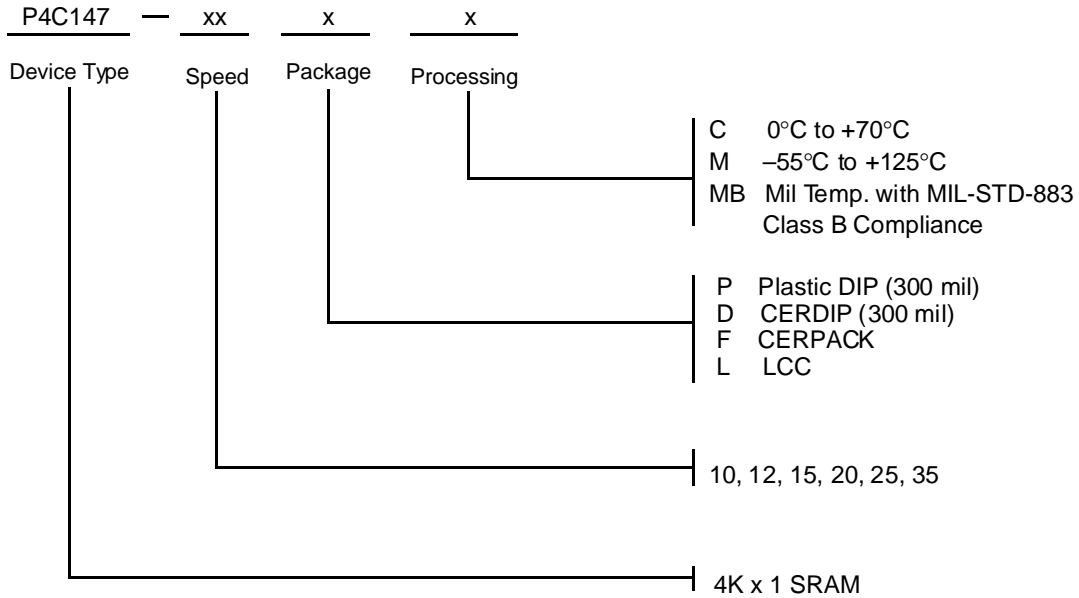 P4C147 — xx x x
Device Type Speed Package Processing
C 0°C to +70°C
M –55°C to +125°C
MB Mil Temp. with MIL-STD-883
Class B Compliance
P Plastic DIP (300 mil)
D CERDIP (300 mil)
F CERPACK
L LCC
10, 12, 15, 20, 25, 35
4K x 1 SRAM